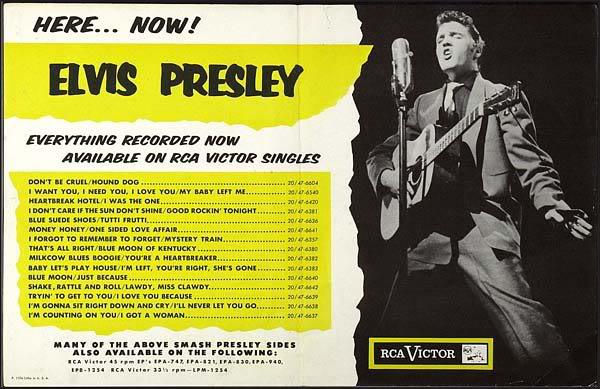 HERE... NOW!
ELVIS PRESLEY
EVERYTHING RECORDED NOW
AVAILABLE ON RCA VICTOR SINGLES
DON'T BE CRUEL/HOUND DOG 20/47-6604
I WANT YOU, I NEED YOU, I LOVE YOU/MY BABY LEFT ME 20/47-6540
HEARTBREAK HOTEL/I WAS THE ONE 20/47-6420
I DON'T CARE IF THE SUN DON'T SHINE/GOOD ROCKIN' TONIGHT 20/47-6381
BLUE SUEDE SHOES/TUTTI FRUTTI 20/47-6636
MONEY HONEY/ONE SIDED LOVE AFFAIR 20/47-6641
I FORGOT TO REMEMBER TO FORGET/MYSTERY TRAIN 20/47-6357
THAT'S ALL RIGHT/BLUE MOON OF KENTUCKY 20/47-6380
MILKCOW BLUES BOOGIE/YOU'RE A HEARTBREAKER 20/47-6382
BABY LET'S PLAY HOUSE/I'M LEFT, YOU'RE RIGHT, SHE'S GONE 20/47-6383
BLUE MOON/JUST BECAUSE 20/47-6640
SHAKE, RATTLE AND ROLL/LAWDY, MISS CLAWDY 20/47-6642
TRYIN' TO GET TO YOU/I LOVE YOU BECAUSE 20/47-6639
I'M GONNA SIT RIGHT DOWN AND CRY/I'LL NEVER LET YOU GO 20/47-6638
I'M COUNTING ON YOU/I GOT A WOMAN 20/47-6637
MANY OF THE ABOVE SMASH PRESLEY SIDES
ALSO AVAILABLE ON THE FOLLOWING:
RCA Victor 45 rpm EP's EPA-747, EPA-821, EPA-830, EPA-940,
EPB-1254 RCA Victor 33⅓ rpm—LPM-1254
RCA VICTOR